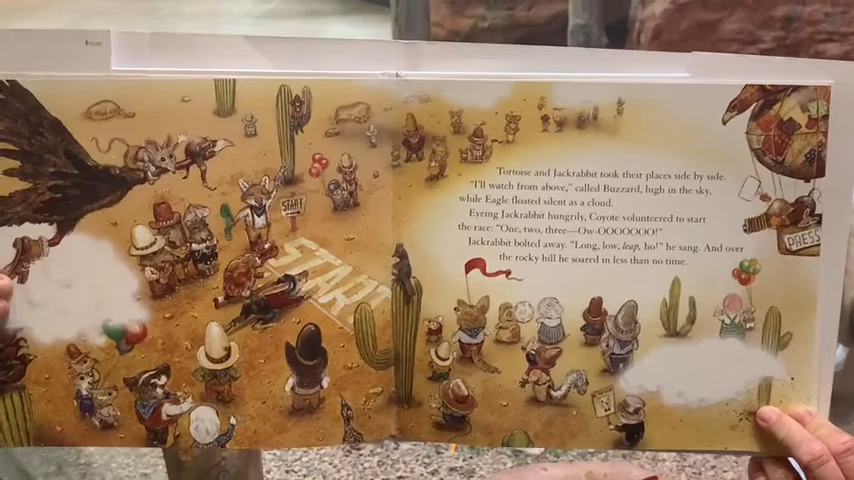 START
START
Tortoise and Jackrabbit took their places side by side.
"I'll watch from above," called Buzzard, high in the sky,
while Eagle floated silent as a cloud.
Eyeing Jackrabbit hungrily, Coyote volunteered to start
the race: "One, two, three—Ow-OOOOOOO!"
Jackrabbit bolted away. "Long, low, leap, ho!" he sang. And over
the rocky hill he soared in less than no time.
PRESS